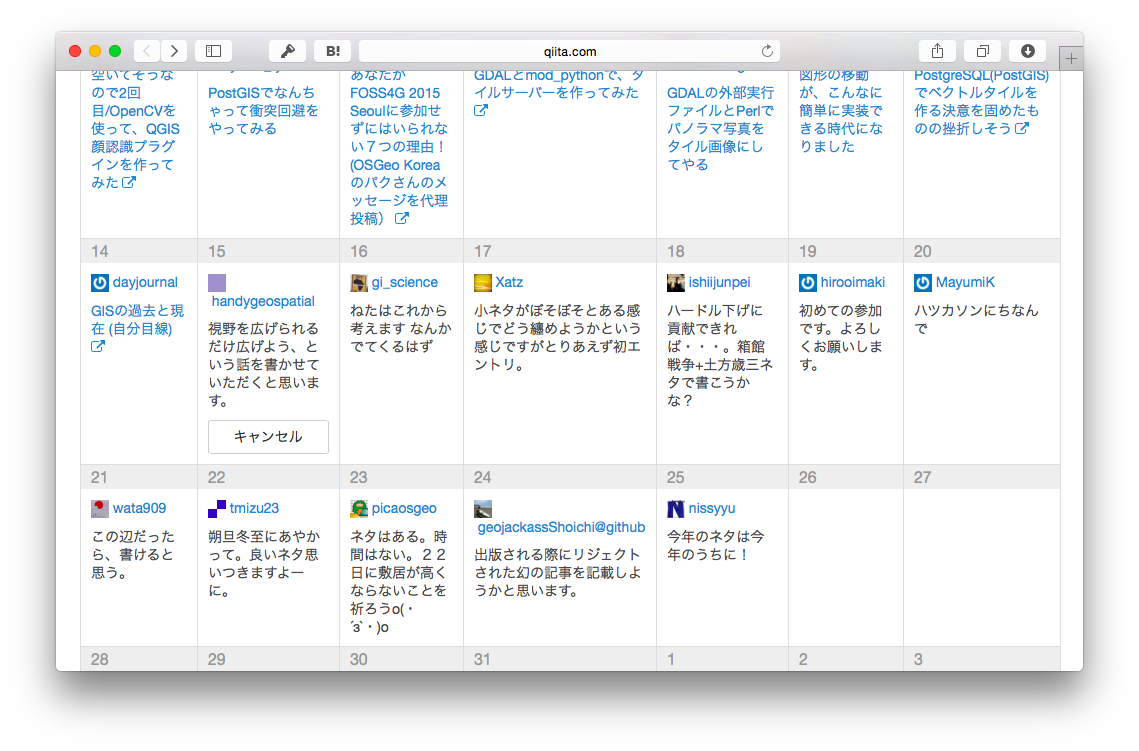 B!
qiita.com
空いてそうな
ので2回
目/OpenCVを
使って、QGIS
顔認識プラグ
インを作って
みた
PostGISでなんち
ゃって衝突回避を
やってみる
あなたが
FOSS4G 2015
Seoulに参加せ
ずにはいられな
い７つの理由！
(OSGeo Korea
のパクさんのメ
ッセージを代理
投稿）
GDALとmod_pythonで、タ
イルサーバーを作ってみた
GDALの外部実行
ファイルとPerlで
パノラマ写真を
タイル画像にし
てやる
図形の移動
が、こんなに
簡単に実装で
きる時代にな
りました
PostgreSQL(PostGIS)
でベクトルタイルを
作る決意を固めたも
のの挫折しそう
14
15
16
17
18
19
20
dayjournal
GISの過去と現
在 (自分目線)
handygeospatial
視野を広げられる
だけ広げよう、と
いう話を書かせて
いただくと思いま
す。
キャンセル
gi_science
ねたはこれから
考えます なんか
でてくるはず
Xatz
小ネタがぽそぽそとある感
じでどう纏めようかという
感じですがとりあえず初エ
ントリ。
ishiijunpei
ハードル下げに
貢献できれ
ば・・・。箱館
戦争+土方歳三ネ
タで書こうか
な？
hirooimaki
初めての参加
です。よろし
くお願いしま
す。
MayumiK
ハツカソンにちなん
で
21
22
23
24
25
26
27
wata909
この辺だった
ら、書けると
思う。
tmizu23
朔旦冬至にあやか
って。良いネタ思
いつきますよー
に。
picaosgeo
ネタはある。時
間はない。２２
日に敷居が高く
ならないことを
祈ろうo(・
´з`・)o
geojackassShoichi@github
出版される際にリジェクト
された幻の記事を記載しよ
うかと思います。
nissyyu
今年のネタは今
年のうちに！
28
29
30
31
1
2
3